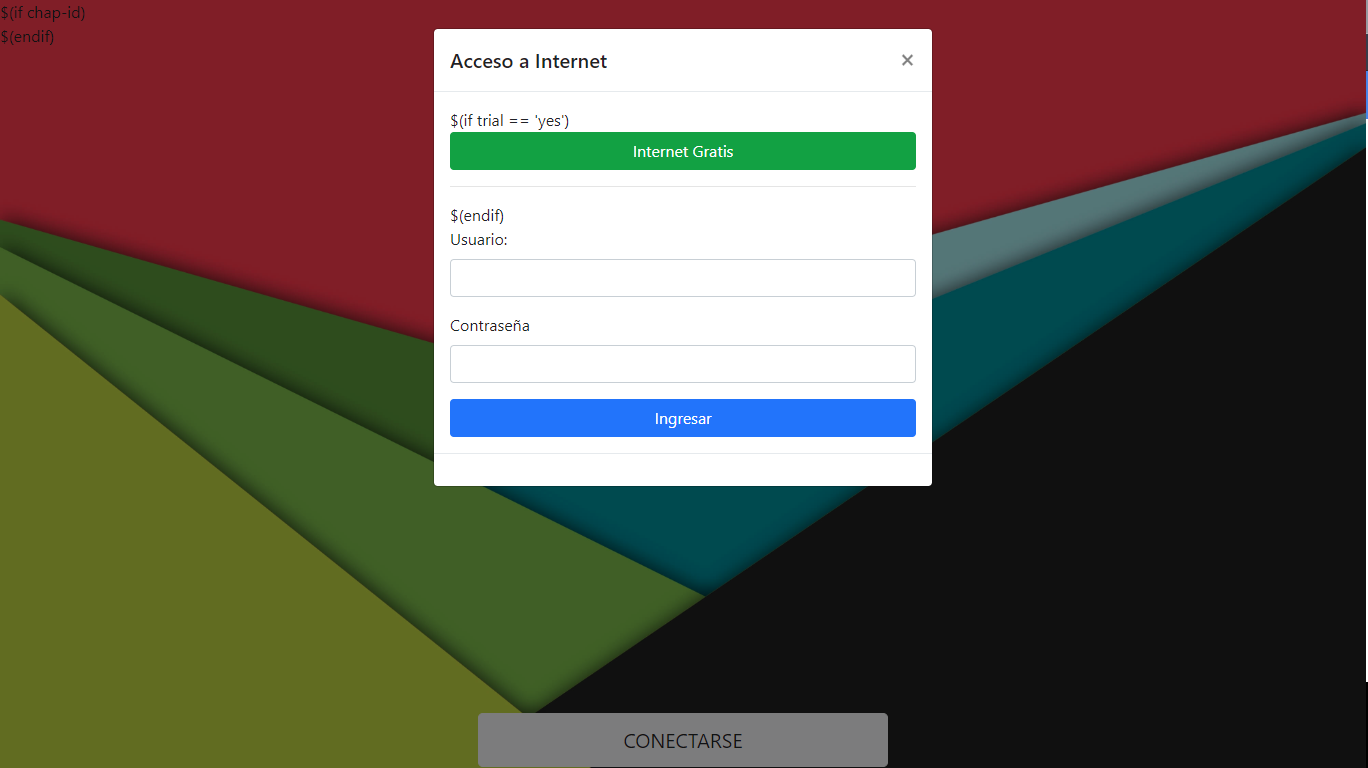 $(if chap-id)
$(endif)
Acceso a Internet
×
$(if trial == 'yes')
Internet Gratis
$(endif)
Usuario:
Contraseña
Ingresar
CONECTARSE